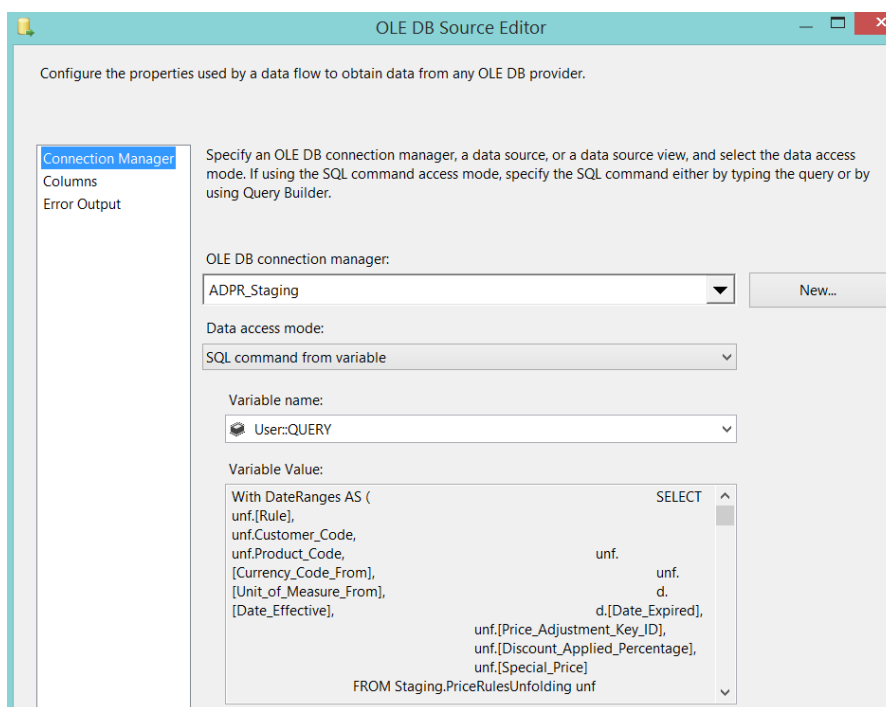 OLE DB Source Editor
Configure the properties used by a data flow to obtain data from any OLE DB provider.
Connection Manager
Columns
Error Output
Specify an OLE DB connection manager, a data source, or a data source view, and select the data access
mode. If using the SQL command access mode, specify the SQL command either by typing the query or by
using Query Builder.
OLE DB connection manager:
ADPR_Staging
New...
Data access mode:
SQL command from variable
Variable name:
User::QUERY
Variable Value:
With DateRanges AS ( SELECT
unf.[Rule],
unf.Customer_Code,
unf.Product_Code, unf.
[Currency_Code_From], unf.
[Unit_of_Measure_From], d.
[Date_Effective], d.[Date_Expired],
unf.[Price_Adjustment_Key_ID],
unf.[Discount_Applied_Percentage],
unf.[Special_Price]
FROM Staging.PriceRulesUnfolding unf